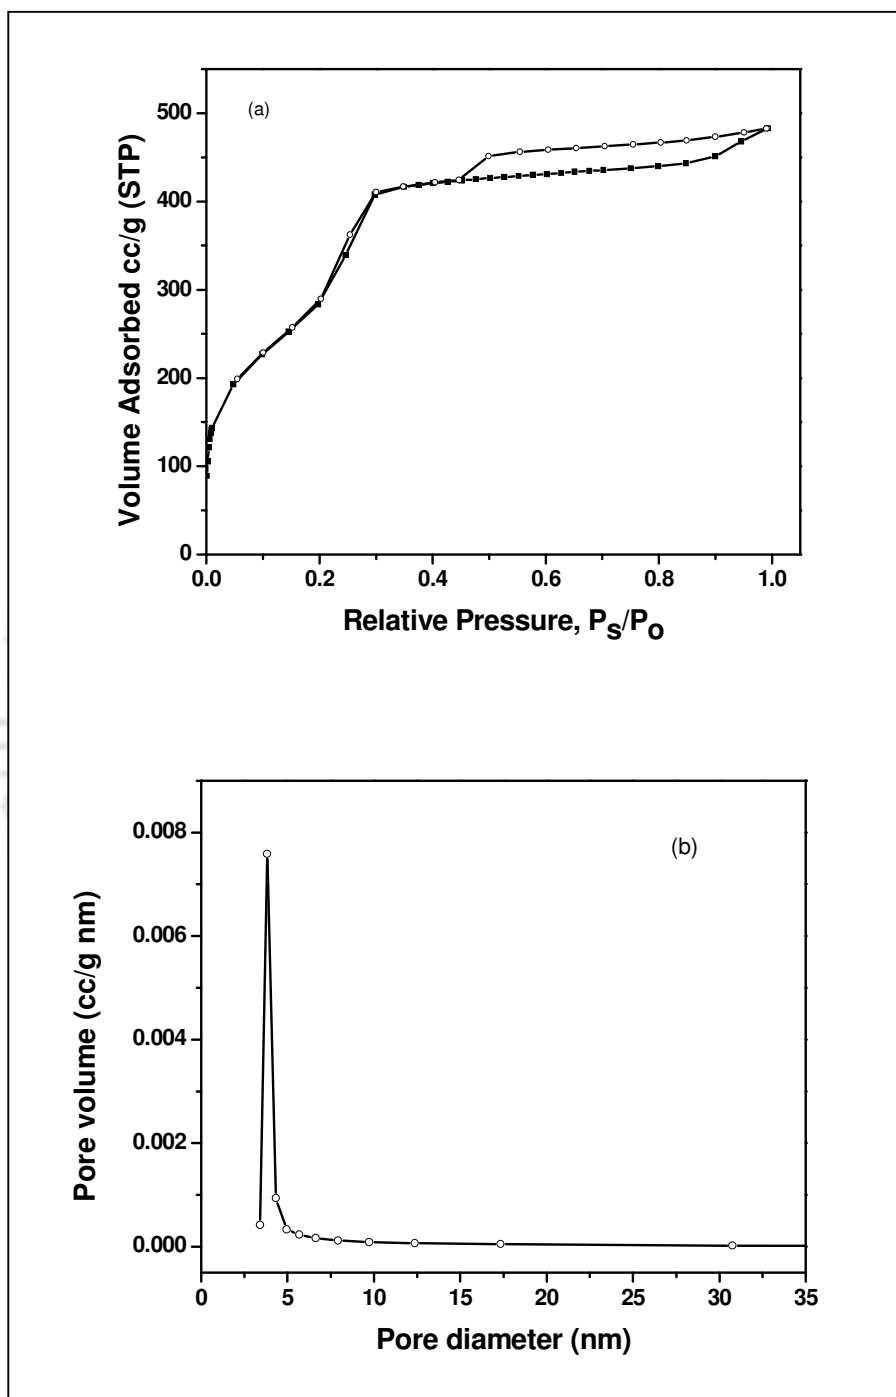 (a)
500
400
300
200
100
0
Volume Adsorbed cc/g (STP)
0.0 0.2 0.4 0.6 0.8 1.0
Relative Pressure, Ps/Po
(b)
0.008
0.006
0.004
0.002
0.000
Pore volume (cc/g nm)
0 5 10 15 20 25 30 35
Pore diameter (nm)